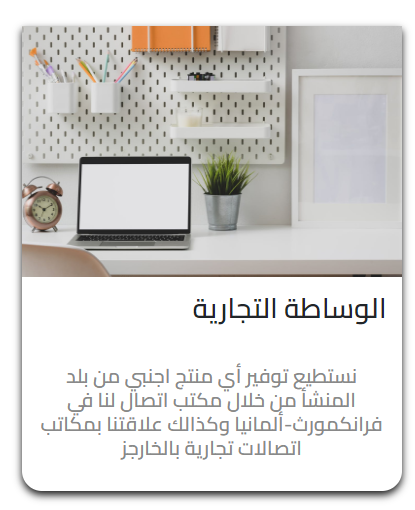 الوساطة التجارية
نستطيع توفير أي منتج اجنبي من بلد
المنشأ من خلال مكتب اتصال لنا في
فرانكمورث-ألمانيا وكذالك علاقتنا بمكاتب
اتصالات تجارية بالخارجز